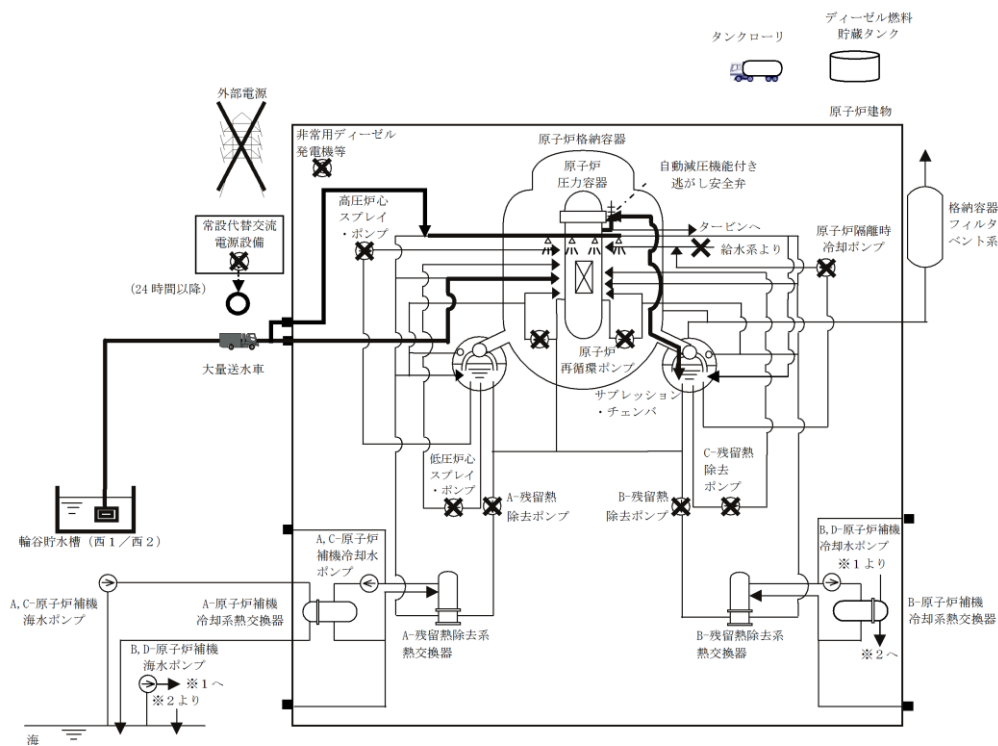 ディーゼル燃料
貯蔵タンク
タンクローリ
外部電源
原子炉建物
非常用ディーゼル
発電機等
原子炉格納容器
原子炉
圧力容器
自動減圧機能付き
逃がし安全弁
高圧炉心
スプレイ
・ポンプ
タービンへ
給水系より
原子炉隔離時
冷却ポンプ
格納容器
フィルタ
ベント系
常設代替交流
電源設備
（24時間以降）
大量送水車
原子炉
再循環ポンプ
サプレッション
・チェンバ
低圧炉心
スプレイ
・ポンプ
A-残留熱
除去ポンプ
B-残留熱
除去ポンプ
C-残留熱
除去
ポンプ
輪谷貯水槽（西１／西２）
A,C-原子炉
補機冷却水
ポンプ
B,D-原子炉補機
冷却水ポンプ
※１より
A,C-原子炉補機
海水ポンプ
A-原子炉補機
冷却系熱交換器
A-残留熱除去系
熱交換器
B-残留熱除去系
熱交換器
B-原子炉補機
冷却系熱交換器
※２へ
B,D-原子炉補機
海水ポンプ
※１へ
※２より
海